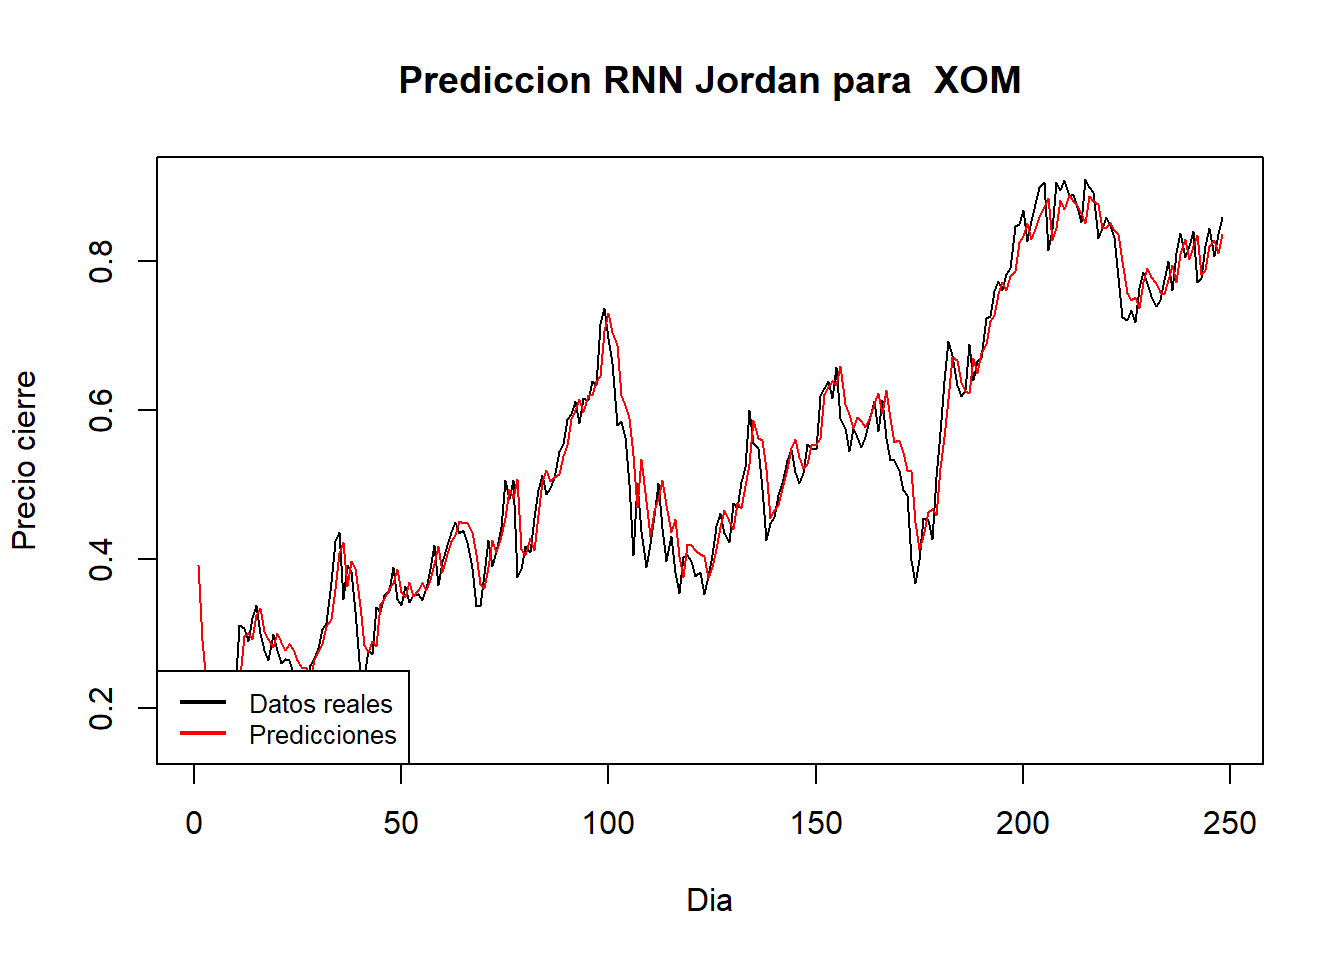 Prediccion RNN Jordan para  XOM
Precio cierre
0.8
0.6
0.4
0.2
Datos reales
Predicciones
0 50 100 150 200 250
Dia